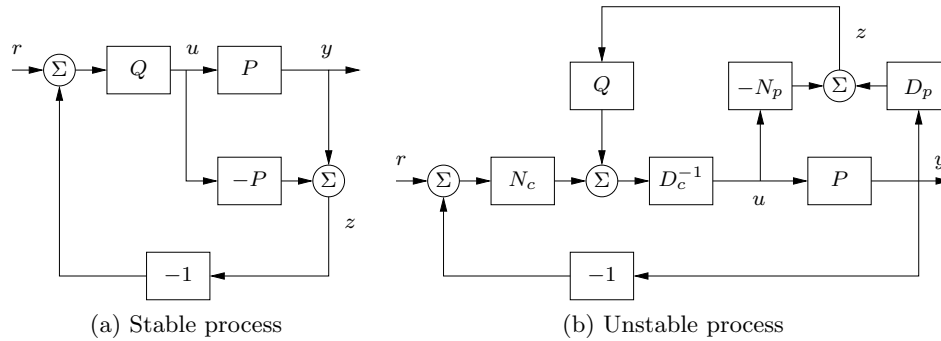 r
Σ
Q
u
P
y
−P
Σ
z
−1
(a) Stable process
z
Q
−N_p
Σ
D_p
r
Σ
N_c
Σ
D_c^{−1}
u
P
y
−1
(b) Unstable process